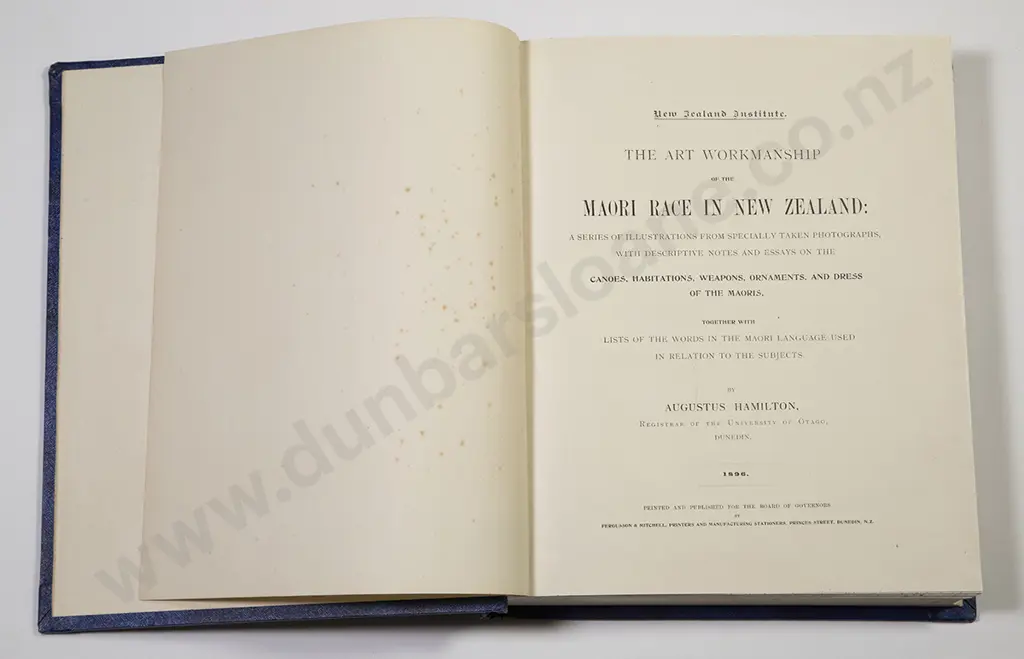 New Zealand Institute.
THE ART WORKMANSHIP
OF THE
MAORI RACE IN NEW ZEALAND:
A SERIES OF ILLUSTRATIONS FROM SPECIALLY TAKEN PHOTOGRAPHS,
WITH DESCRIPTIVE NOTES AND ESSAYS ON THE
CANOES, HABITATIONS, WEAPONS, ORNAMENTS, AND DRESS
OF THE MAORIS,
TOGETHER WITH
LISTS OF THE WORDS IN THE MAORI LANGUAGE USED
IN RELATION TO THE SUBJECTS.
BY
AUGUSTUS HAMILTON,
REGISTRAR OF THE UNIVERSITY OF OTAGO,
DUNEDIN.
1896.
PRINTED AND PUBLISHED FOR THE BOARD OF GOVERNORS
BY
FERGUSSON & MITCHELL, PRINTERS AND MANUFACTURING STATIONERS, PRINCES STREET, DUNEDIN, N.Z.
www.dunbarsloane.co.nz